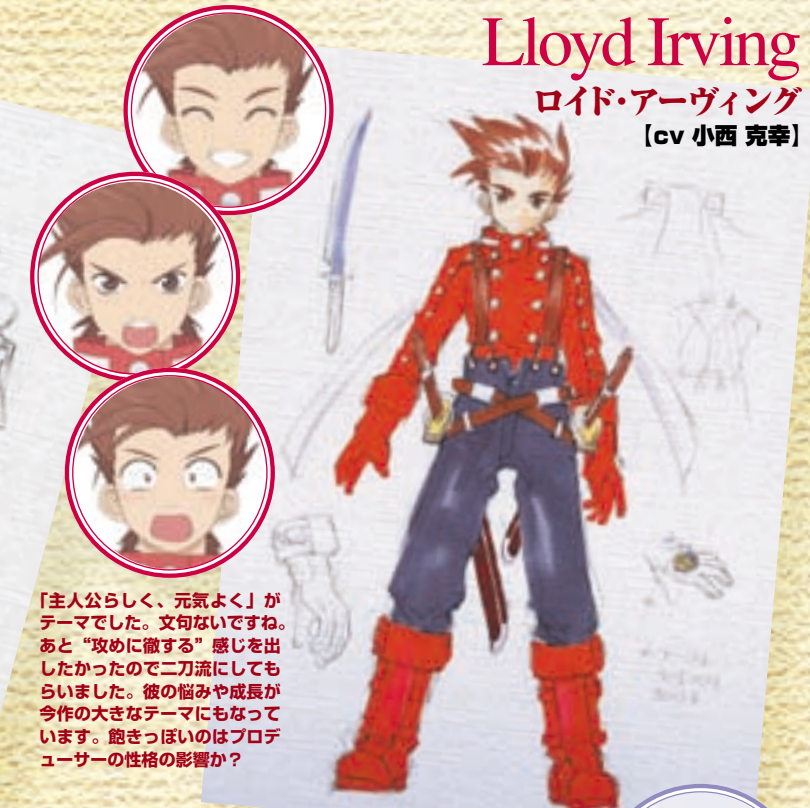 Lloyd Irving
ロイド・アーヴィング
【cv 小西 克幸】
「主人公らしく、元気よく」が
テーマでした。文句ないですね。
あと“攻めに徹する”感じを出
したかったので二刀流にしても
らいました。彼の悩みや成長が
今作の大きなテーマにもなって
います。飽きっぽいのはプロデ
ューサーの性格の影響か？